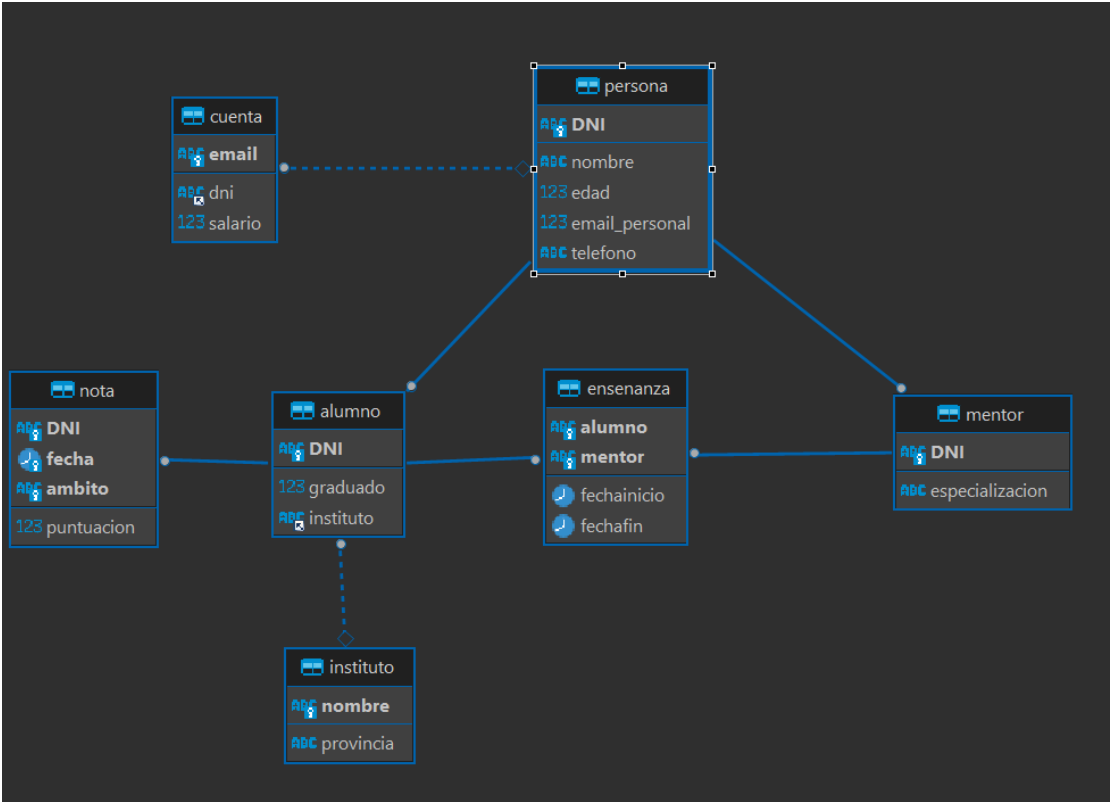 persona
DNI
nombre
edad
email_personal
telefono
cuenta
email
dni
salario
nota
DNI
fecha
ambito
puntuacion
alumno
DNI
graduado
instituto
ensenanza
alumno
mentor
fechainicio
fechafin
mentor
DNI
especializacion
instituto
nombre
provincia